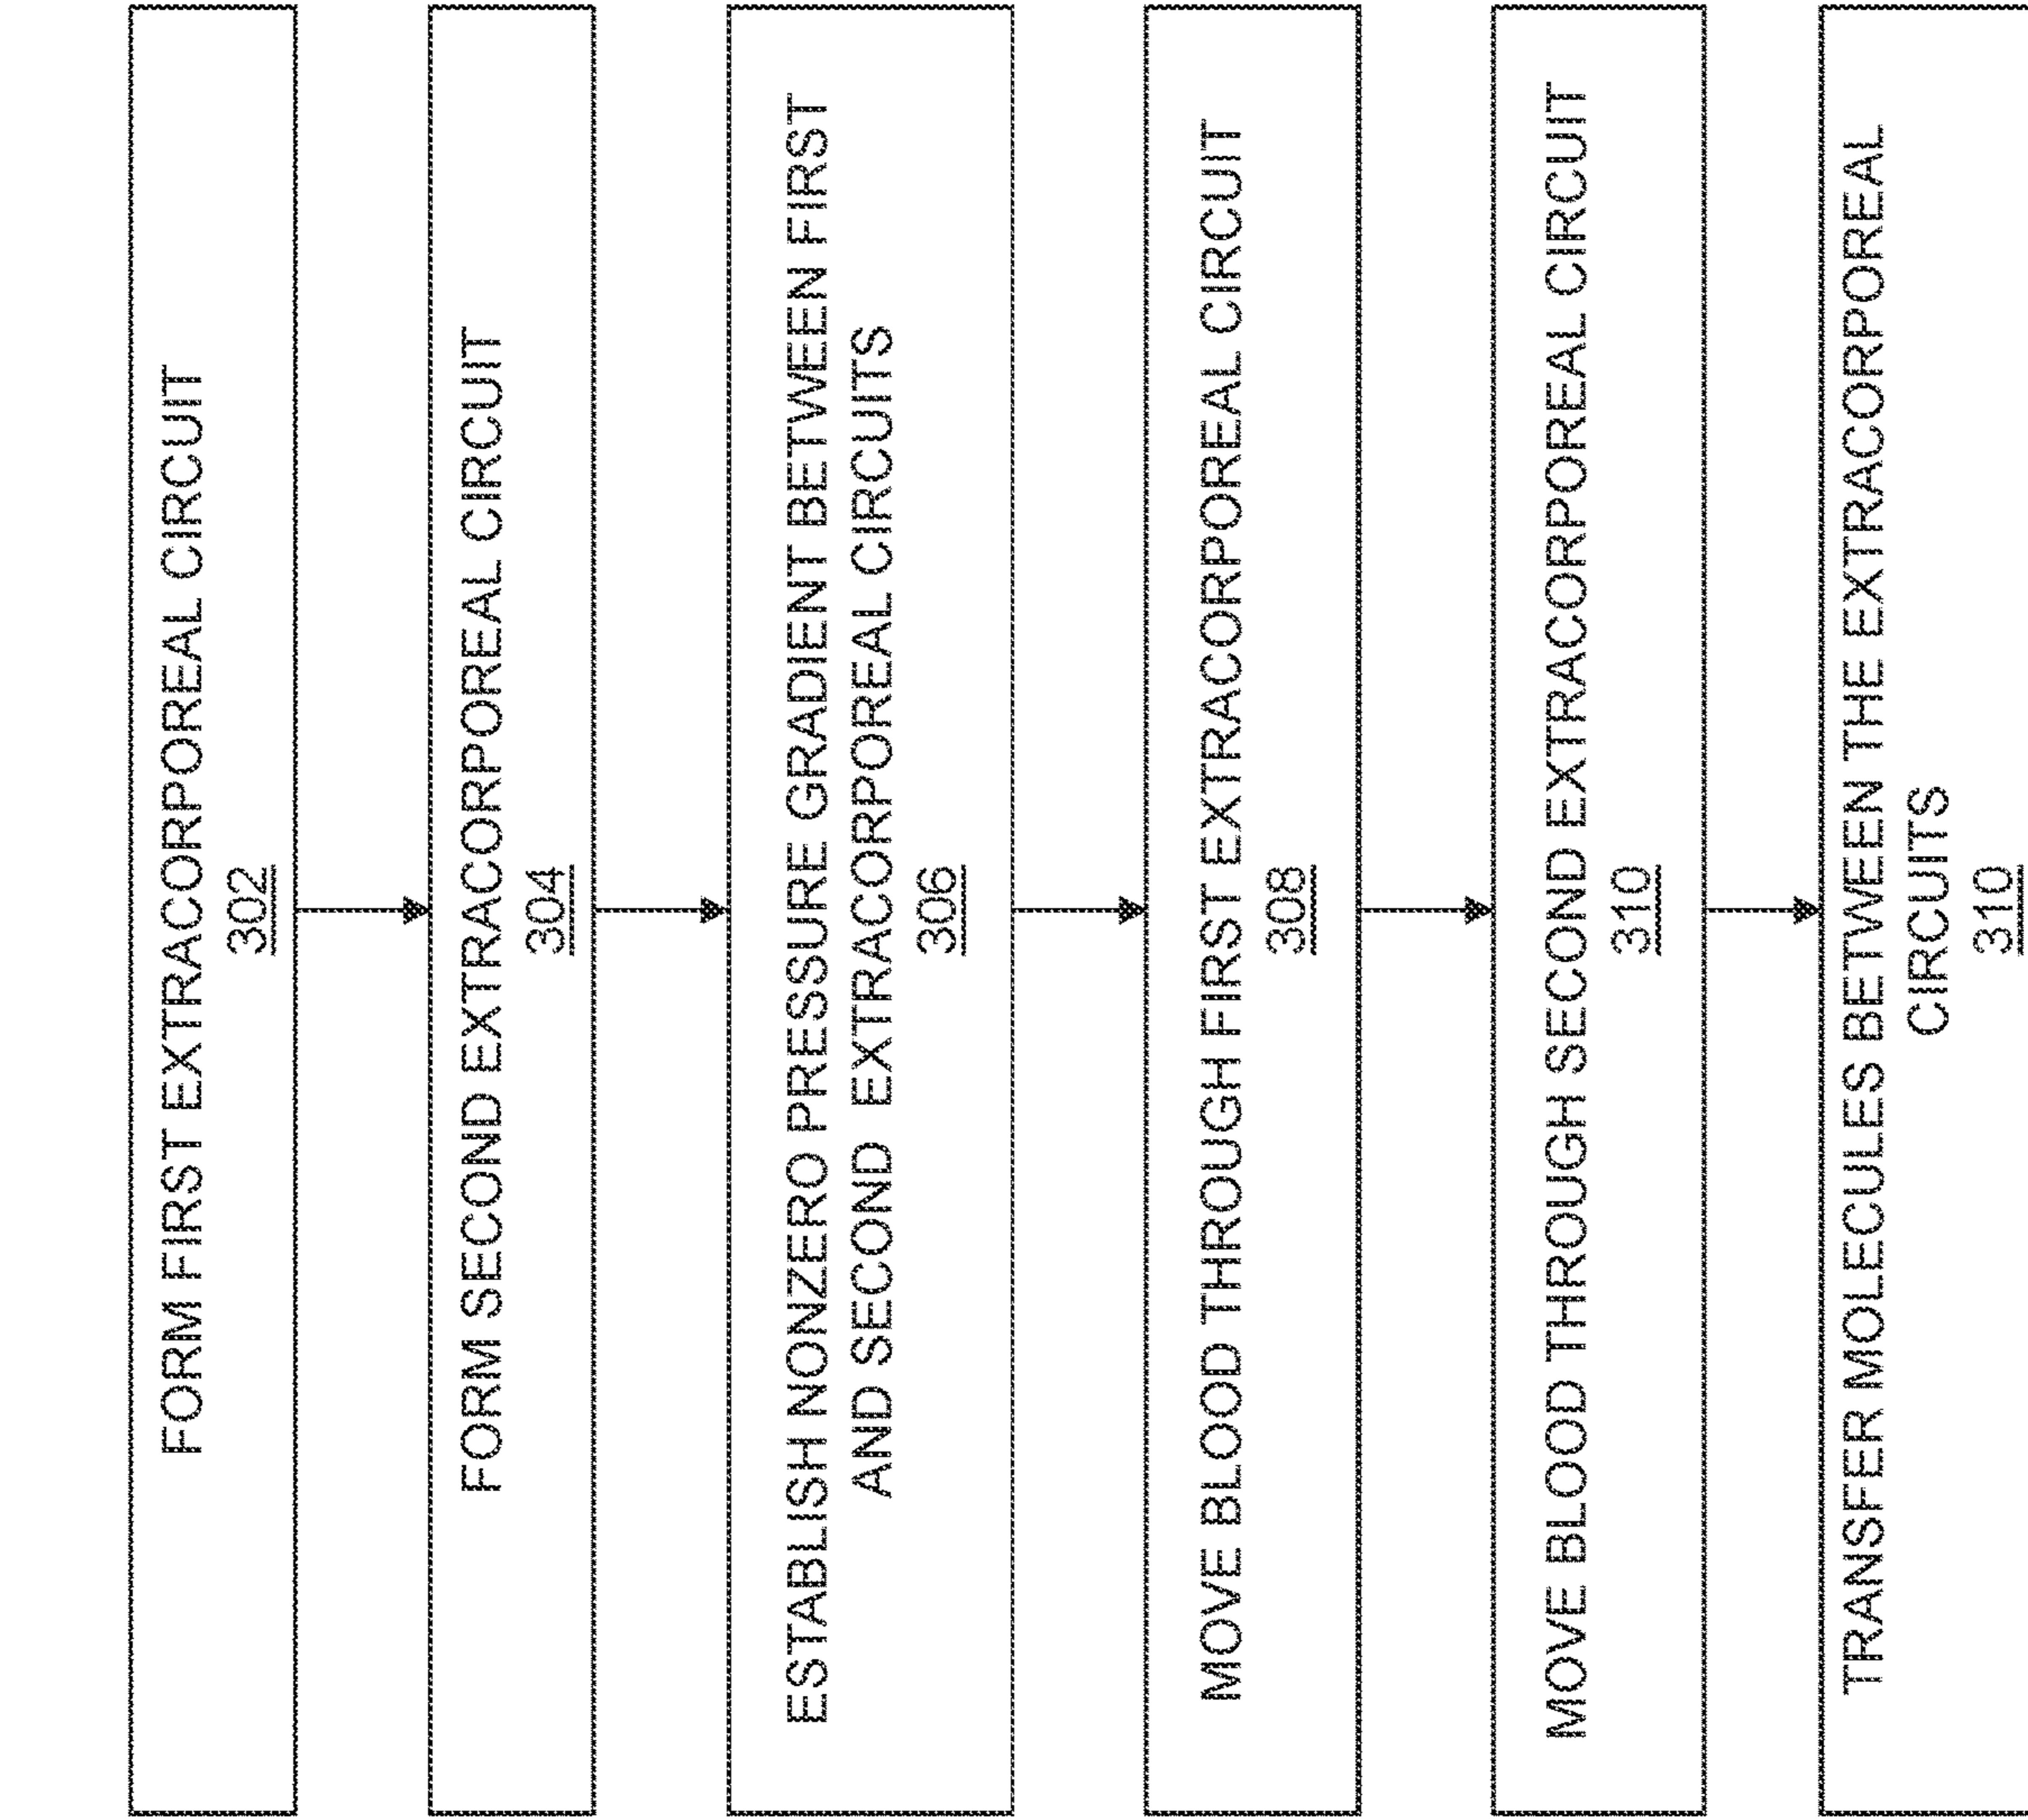 FORM FIRST EXTRACORPOREAL CIRCUIT
302
FORM SECOND EXTRACORPOREAL CIRCUIT
304
ESTABLISH NONZERO PRESSURE GRADIENT BETWEEN FIRST
AND SECOND EXTRACORPOREAL CIRCUITS
306
MOVE BLOOD THROUGH FIRST EXTRACORPOREAL CIRCUIT
308
MOVE BLOOD THROUGH SECOND EXTRACORPOREAL CIRCUIT
310
TRANSFER MOLECULES BETWEEN THE EXTRACORPOREAL
CIRCUITS
310